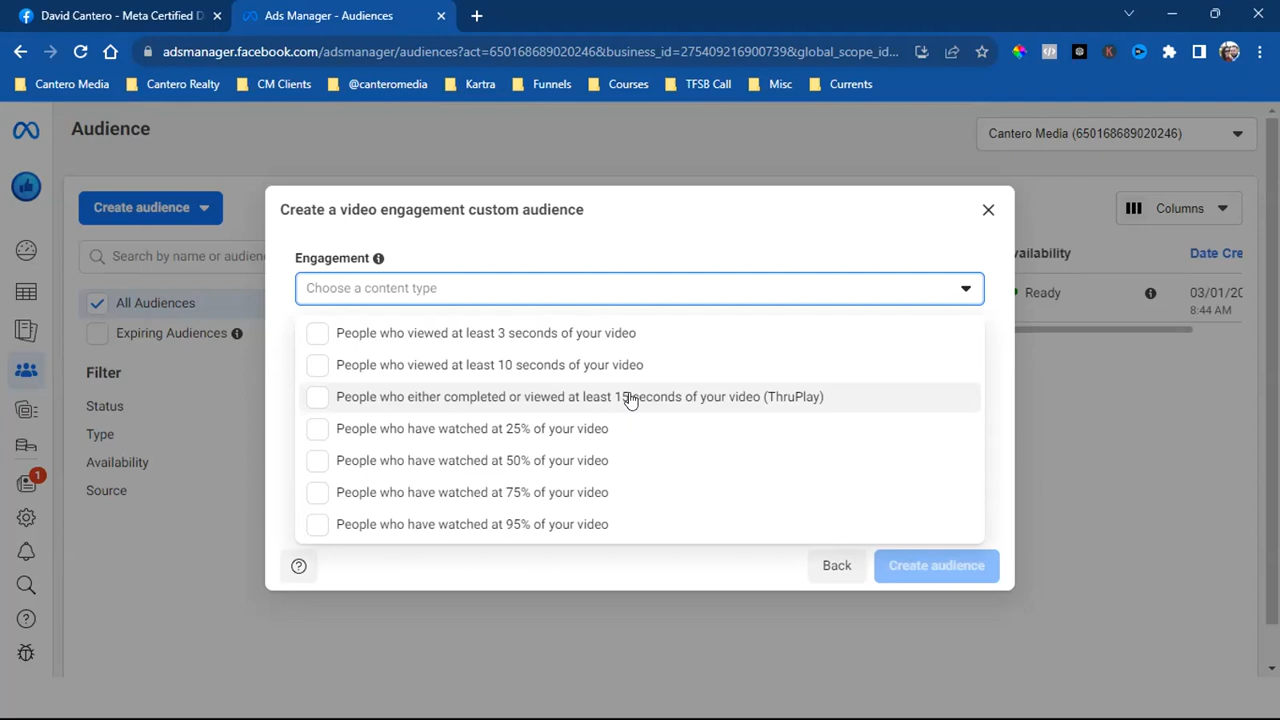 David Cantero - Meta Certified D
Ads Manager - Audiences
adsmanager.facebook.com/adsmanager/audiences?act=650168689020246&business_id=275409216900739&global_scope_id...
Cantero Media
Cantero Realty
CM Clients
@canteromedia
Kartra
Funnels
Courses
TFSB Call
Misc
Currents
Audience
Cantero Media (650168689020246)
Create audience
Columns
Search by name or audien
All Audiences
Expiring Audiences
Filter
Status
Type
Availability
Source
1
Create a video engagement custom audience
Engagement
Choose a content type
People who viewed at least 3 seconds of your video
People who viewed at least 10 seconds of your video
People who either completed or viewed at least 15 seconds of your video (ThruPlay)
People who have watched at 25% of your video
People who have watched at 50% of your video
People who have watched at 75% of your video
People who have watched at 95% of your video
Back
Create audience
vailability
Date Cre
Ready
03/01/20
8:44 AM